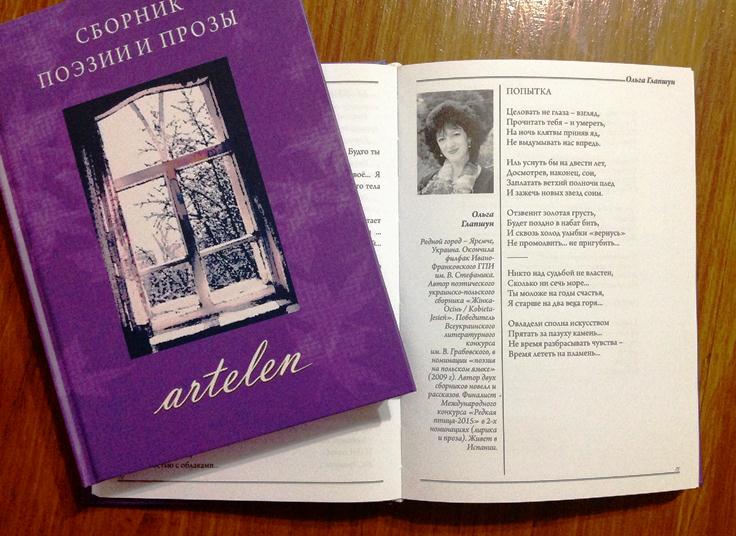 СБОРНИК
ПОЭЗИИ И ПРОЗЫ
artelen
Будто ты
воё... Я
го тела
тает
...
й...
остью с облаками...
Ольга Глапшун
Ольга
Глапшун
Родной город – Яремче,
Украина. Окончила
филфак Ивано-
Франковского ГПИ
им. В. Стефаника.
Автор поэтического
украинско-польского
сборника «Жінка-
Осінь / Kobieta-
Jesień». Победитель
Всеукраинского
литературного
конкурса
им. В. Грабовского, в
номинации «поэзия
на польском языке»
(2009 г). Автор двух
сборников новелл и
рассказов. Финалист
Международного
конкурса «Редкая
птица-2015» в 2-х
номинациях (лирика
и проза). Живет в
Испании.
ПОПЫТКА
Целовать не глаза – взгляд,
Прочитать тебя – и умереть,
На ночь клятвы приняв яд,
Не выдумывать нас впредь.
Иль уснуть бы на двести лет,
Досмотрев, наконец, сон,
Заплатать ветхий полночи плед
И зажечь новых звезд сонм.
Отзвенит золотая грусть,
Будет поздно в набат бить,
И сквозь холод улыбки «вернусь»
Не промолвить... не пригубить...
Никто над судьбой не властен,
Сколько ни сечь море...
Ты моложе на годы счастья,
Я старше на два века горя...
Овладели сполна искусством
Прятать за пазуху камень...
Не время разбрасывать чувства –
Время лететь на пламень...